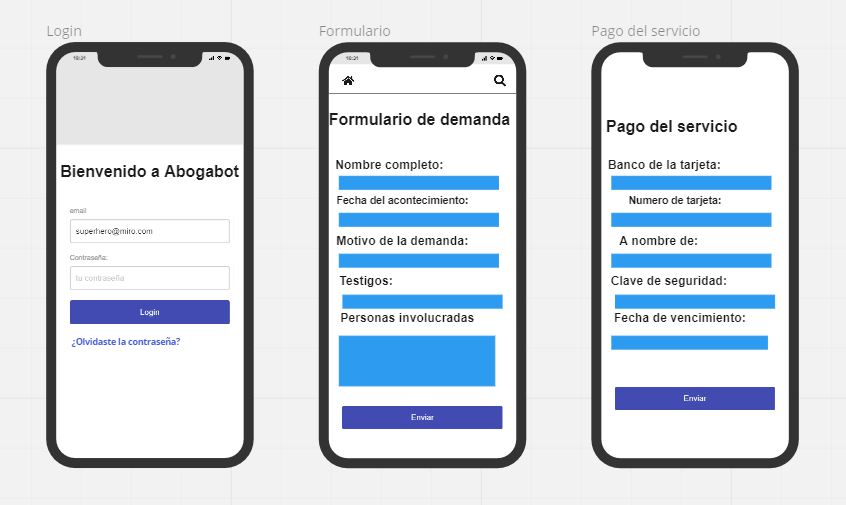 Login
10:21
Bienvenido a Abogabot
email
superhero@miro.com
Contraseña:
tu contraseña
Login
¿Olvidaste la contraseña?
Formulario
10:21
Formulario de demanda
Nombre completo:
Fecha del acontecimiento:
Motivo de la demanda:
Testigos:
Personas involucradas
Enviar
Pago del servicio
Pago del servicio
Banco de la tarjeta:
Numero de tarjeta:
A nombre de:
Clave de seguridad:
Fecha de vencimiento:
Enviar